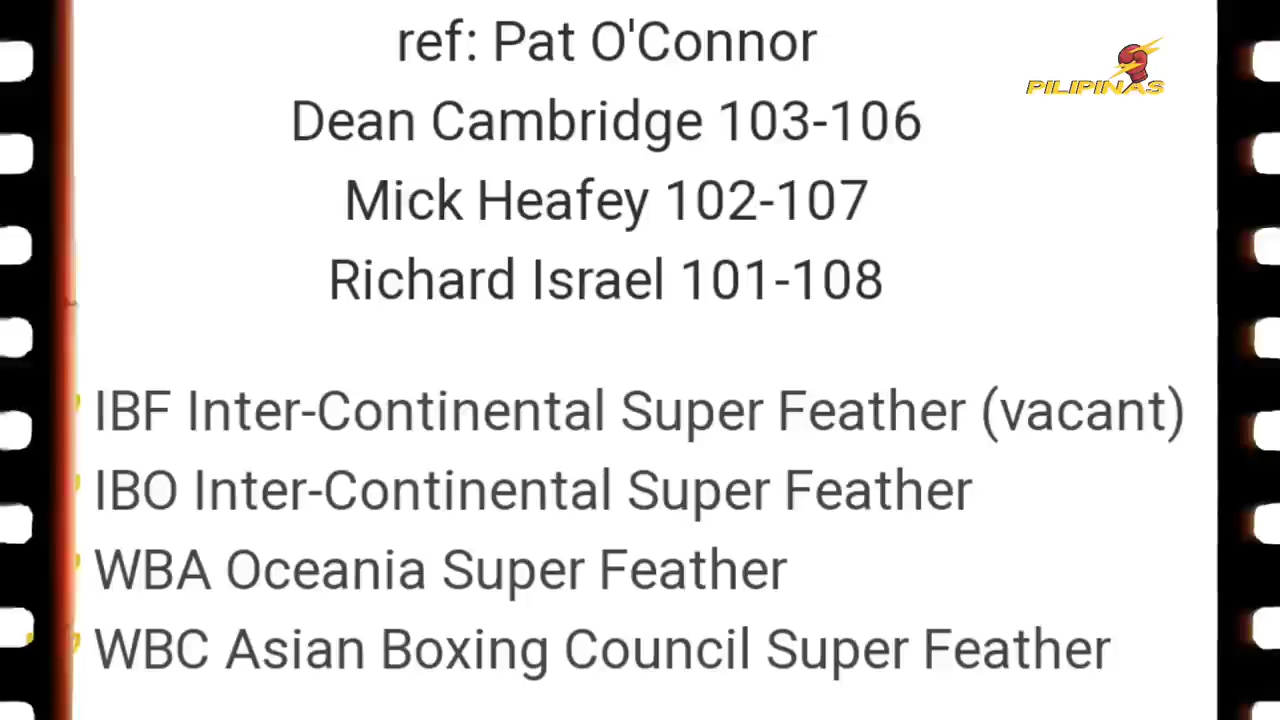 ref: Pat O'Connor
PILIPINAS
Dean Cambridge 103-106
Mick Heafey 102-107
Richard Israel 101-108
IBF Inter-Continental Super Feather (vacant)
IBO Inter-Continental Super Feather
WBA Oceania Super Feather
WBC Asian Boxing Council Super Feather